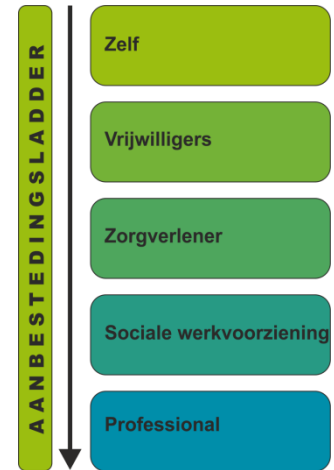 AANBESTEDINGSLADDER
Zelf
Vrijwilligers
Zorgverlener
Sociale werkvoorziening
Professional